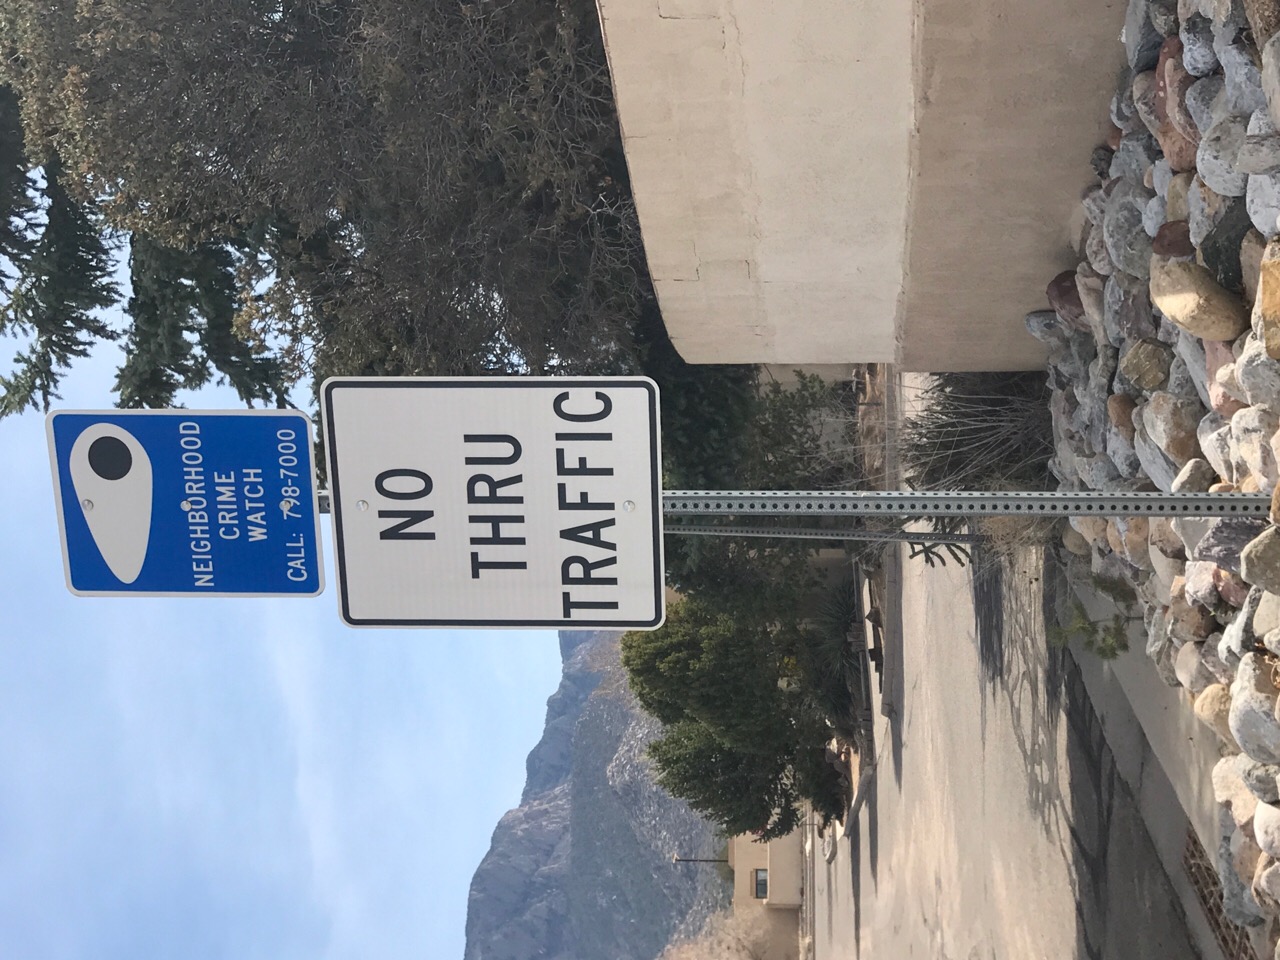 NEIGHBORHOOD
CRIME
WATCH
CALL: 798-7000
NO
THRU
TRAFFIC